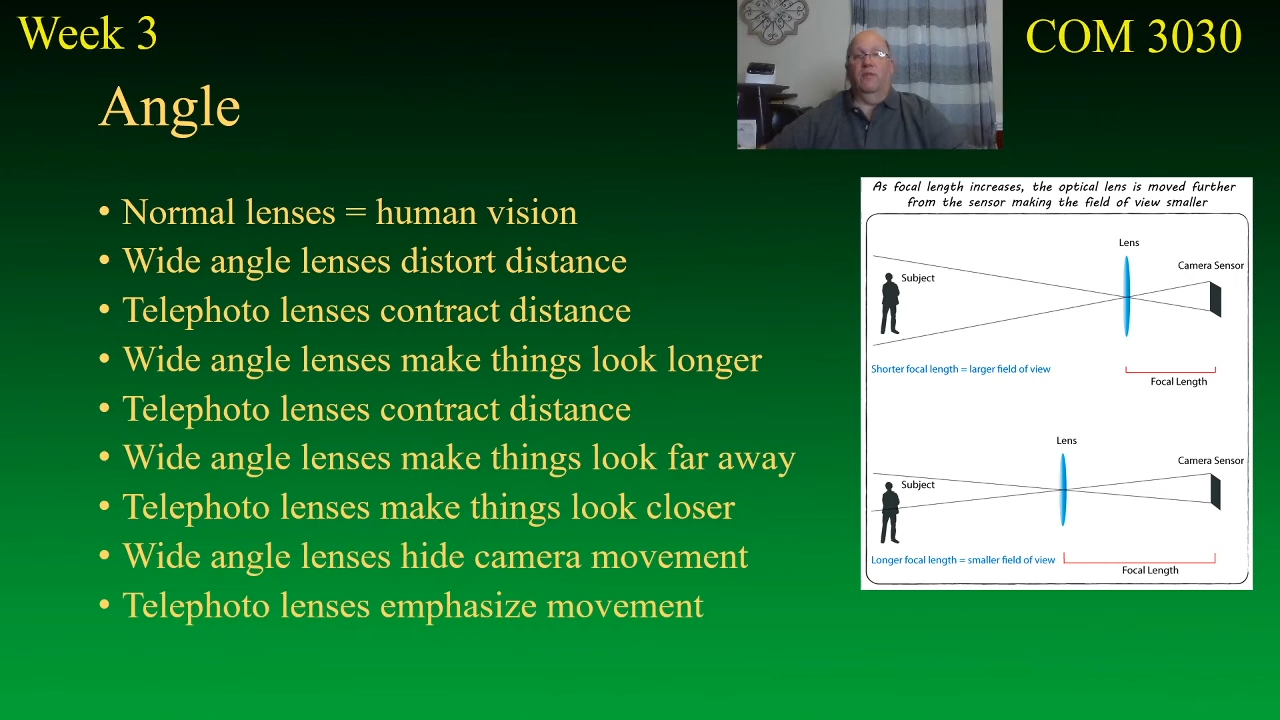 Week 3
COM 3030
Angle
• Normal lenses = human vision
• Wide angle lenses distort distance
• Telephoto lenses contract distance
• Wide angle lenses make things look longer
• Telephoto lenses contract distance
• Wide angle lenses make things look far away
• Telephoto lenses make things look closer
• Wide angle lenses hide camera movement
• Telephoto lenses emphasize movement
As focal length increases, the optical lens is moved further
from the sensor making the field of view smaller
Lens
Camera Sensor
Subject
Shorter focal length = larger field of view
Focal Length
Lens
Camera Sensor
Subject
Longer focal length = smaller field of view
Focal Length